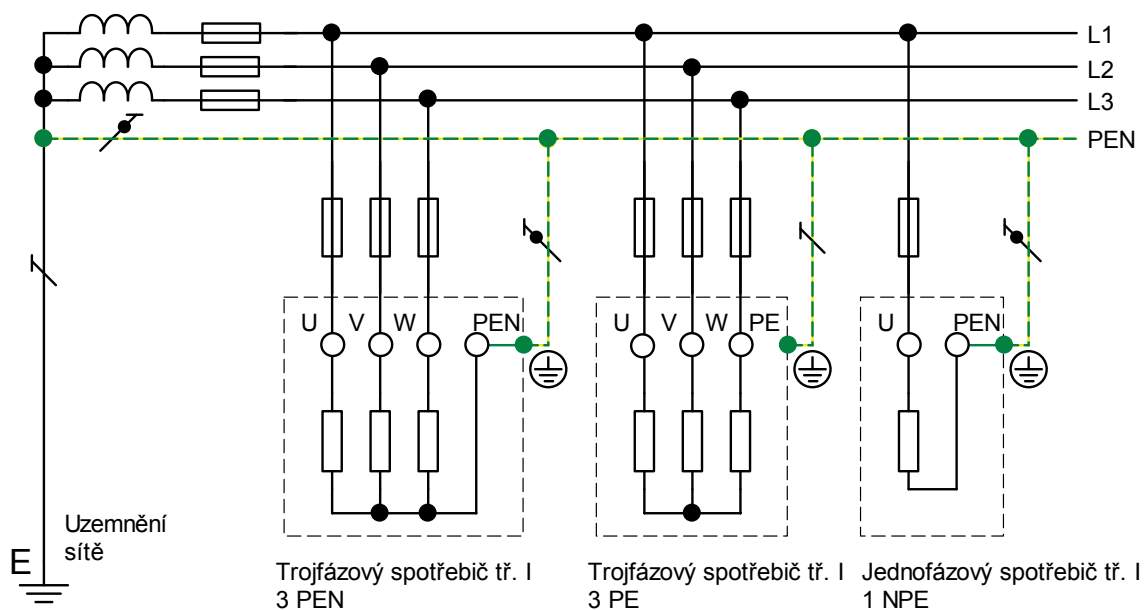 L1
L2
L3
PEN
U V W PEN
U V W PE
U PEN
Uzemnění
sítě
E
Trojfázový spotřebič tř. I
3 PEN
Trojfázový spotřebič tř. I
3 PE
Jednofázový spotřebič tř. I
1 NPE